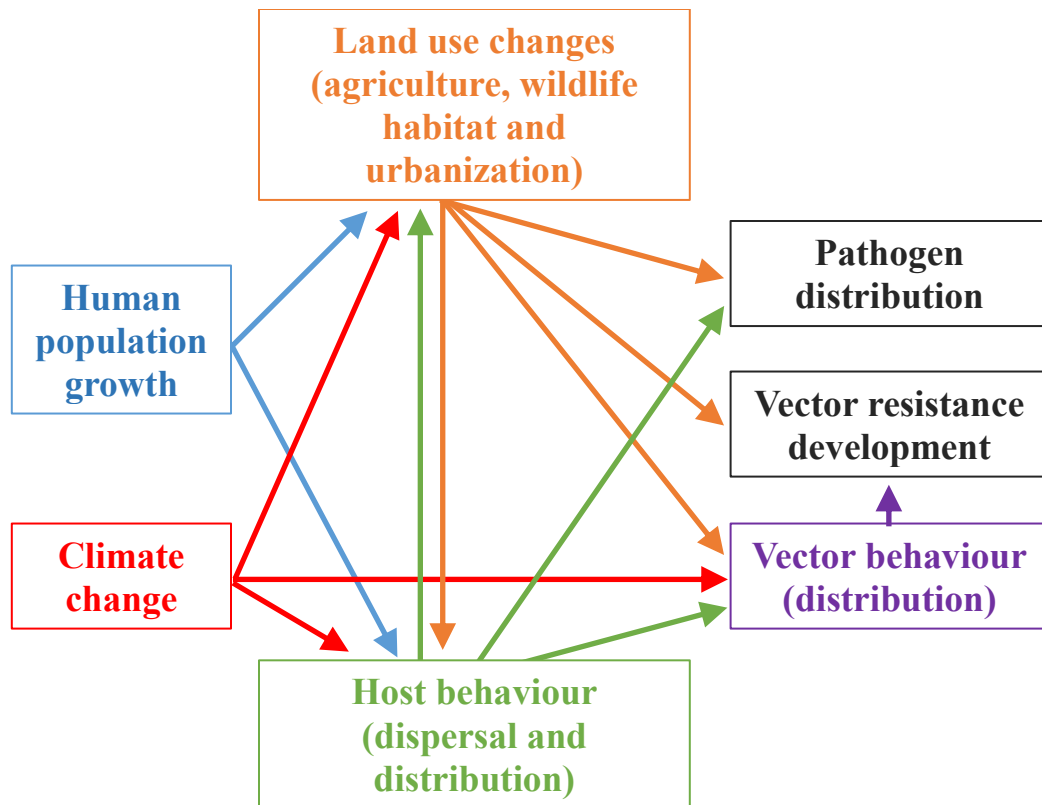 Land use changes
(agriculture, wildlife
habitat and
urbanization)
Human
population
growth
Pathogen
distribution
Vector resistance
development
Climate
change
Vector behaviour
(distribution)
Host behaviour
(dispersal and
distribution)